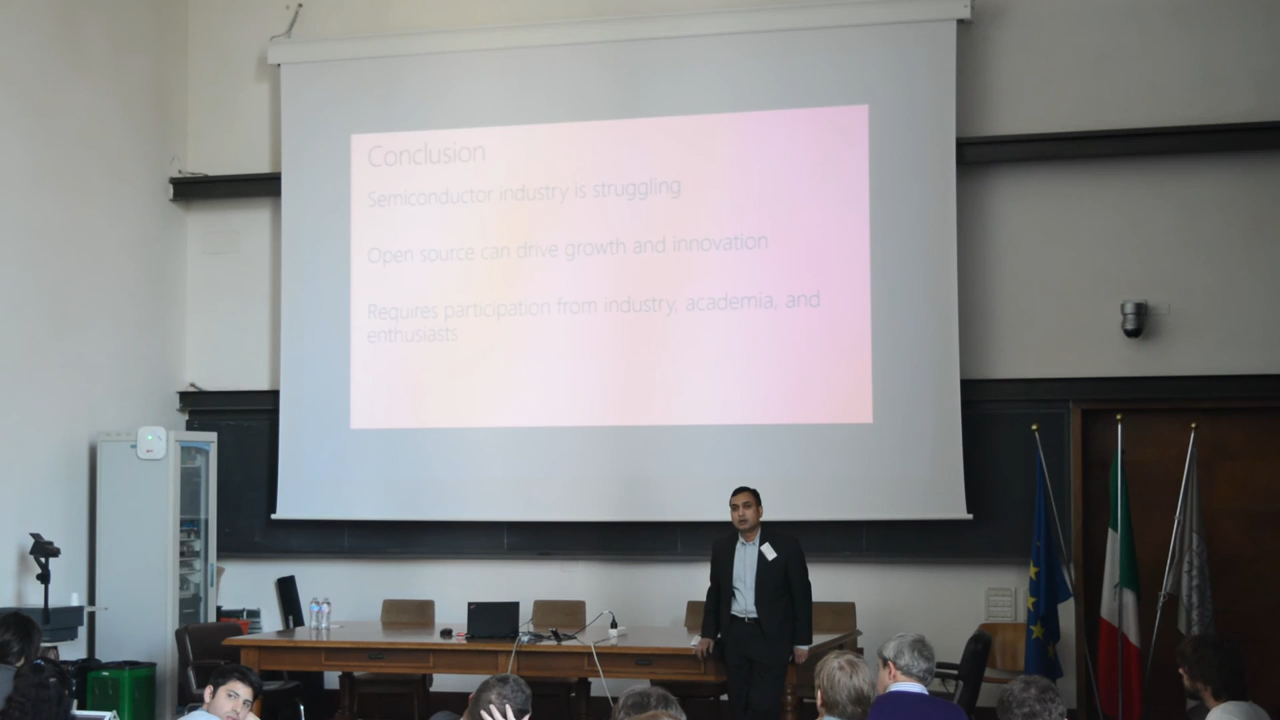 Conclusion
Semiconductor industry is struggling
Open source can drive growth and innovation
Requires participation from industry, academia, and
enthusiasts